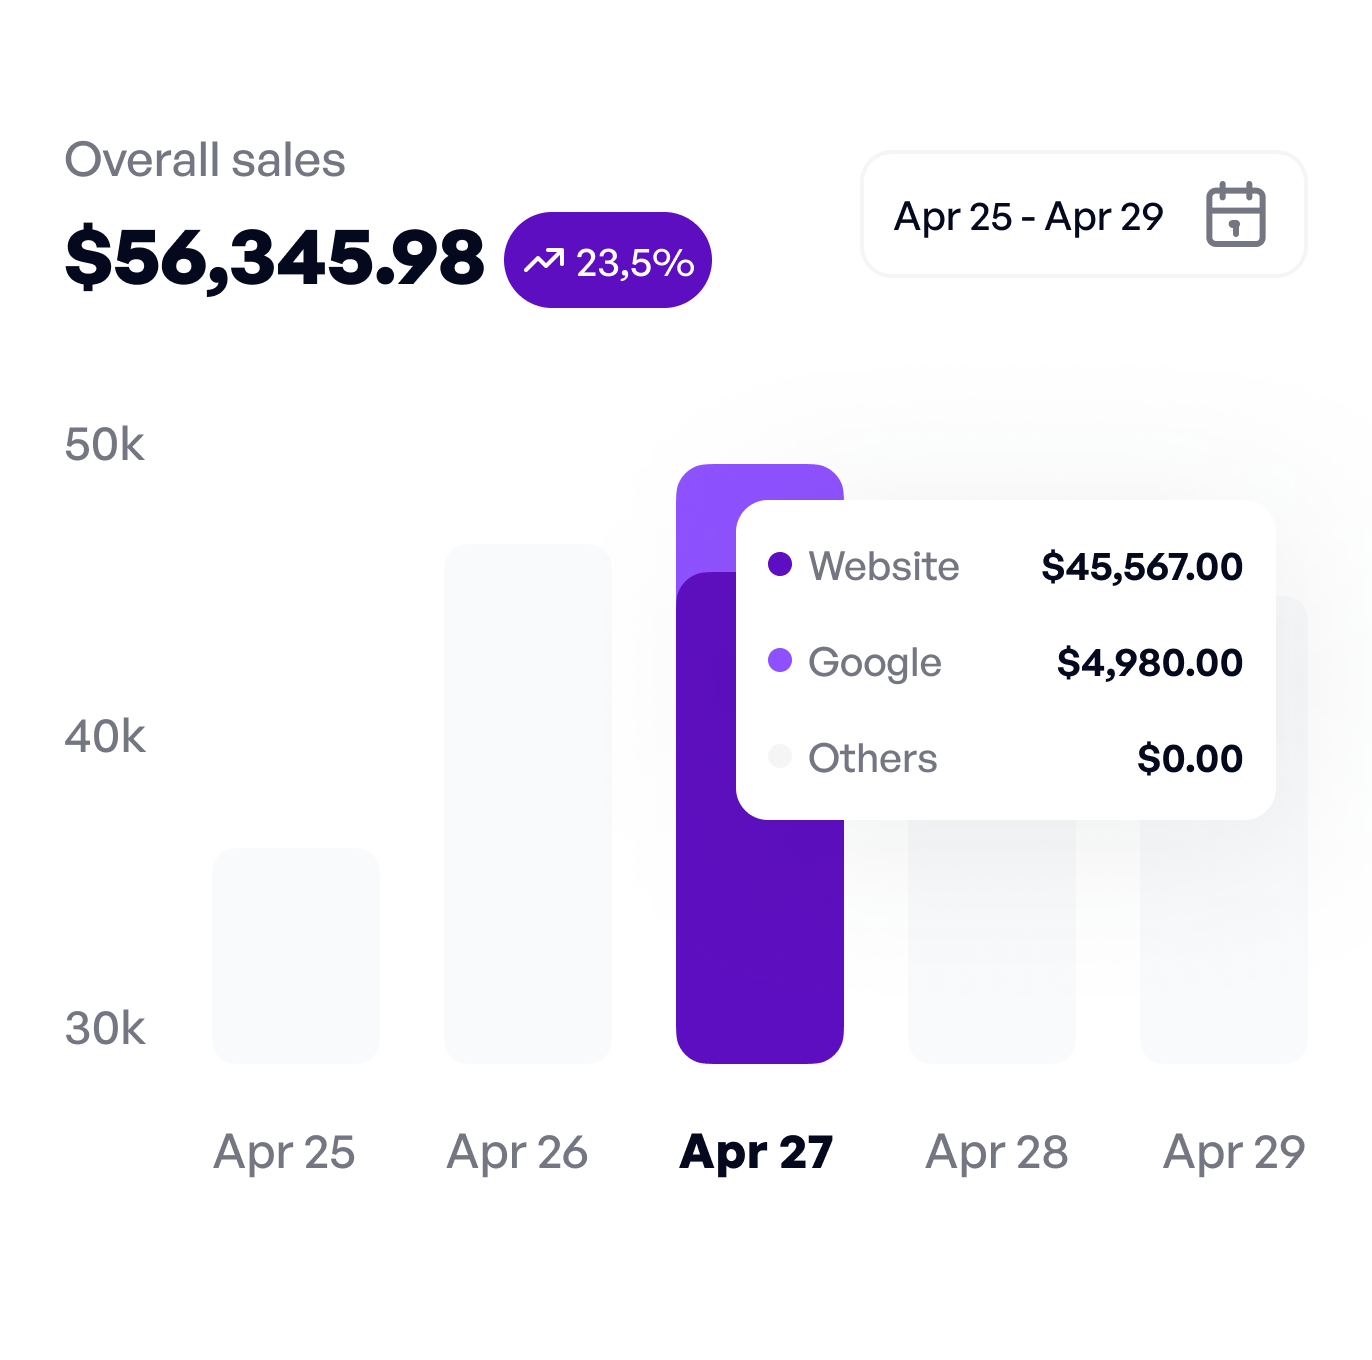 Overall sales
$56,345.98 23,5%
Apr 25 - Apr 29
50k
40k
30k
Website $45,567.00
Google $4,980.00
Others $0.00
Apr 25 Apr 26 Apr 27 Apr 28 Apr 29